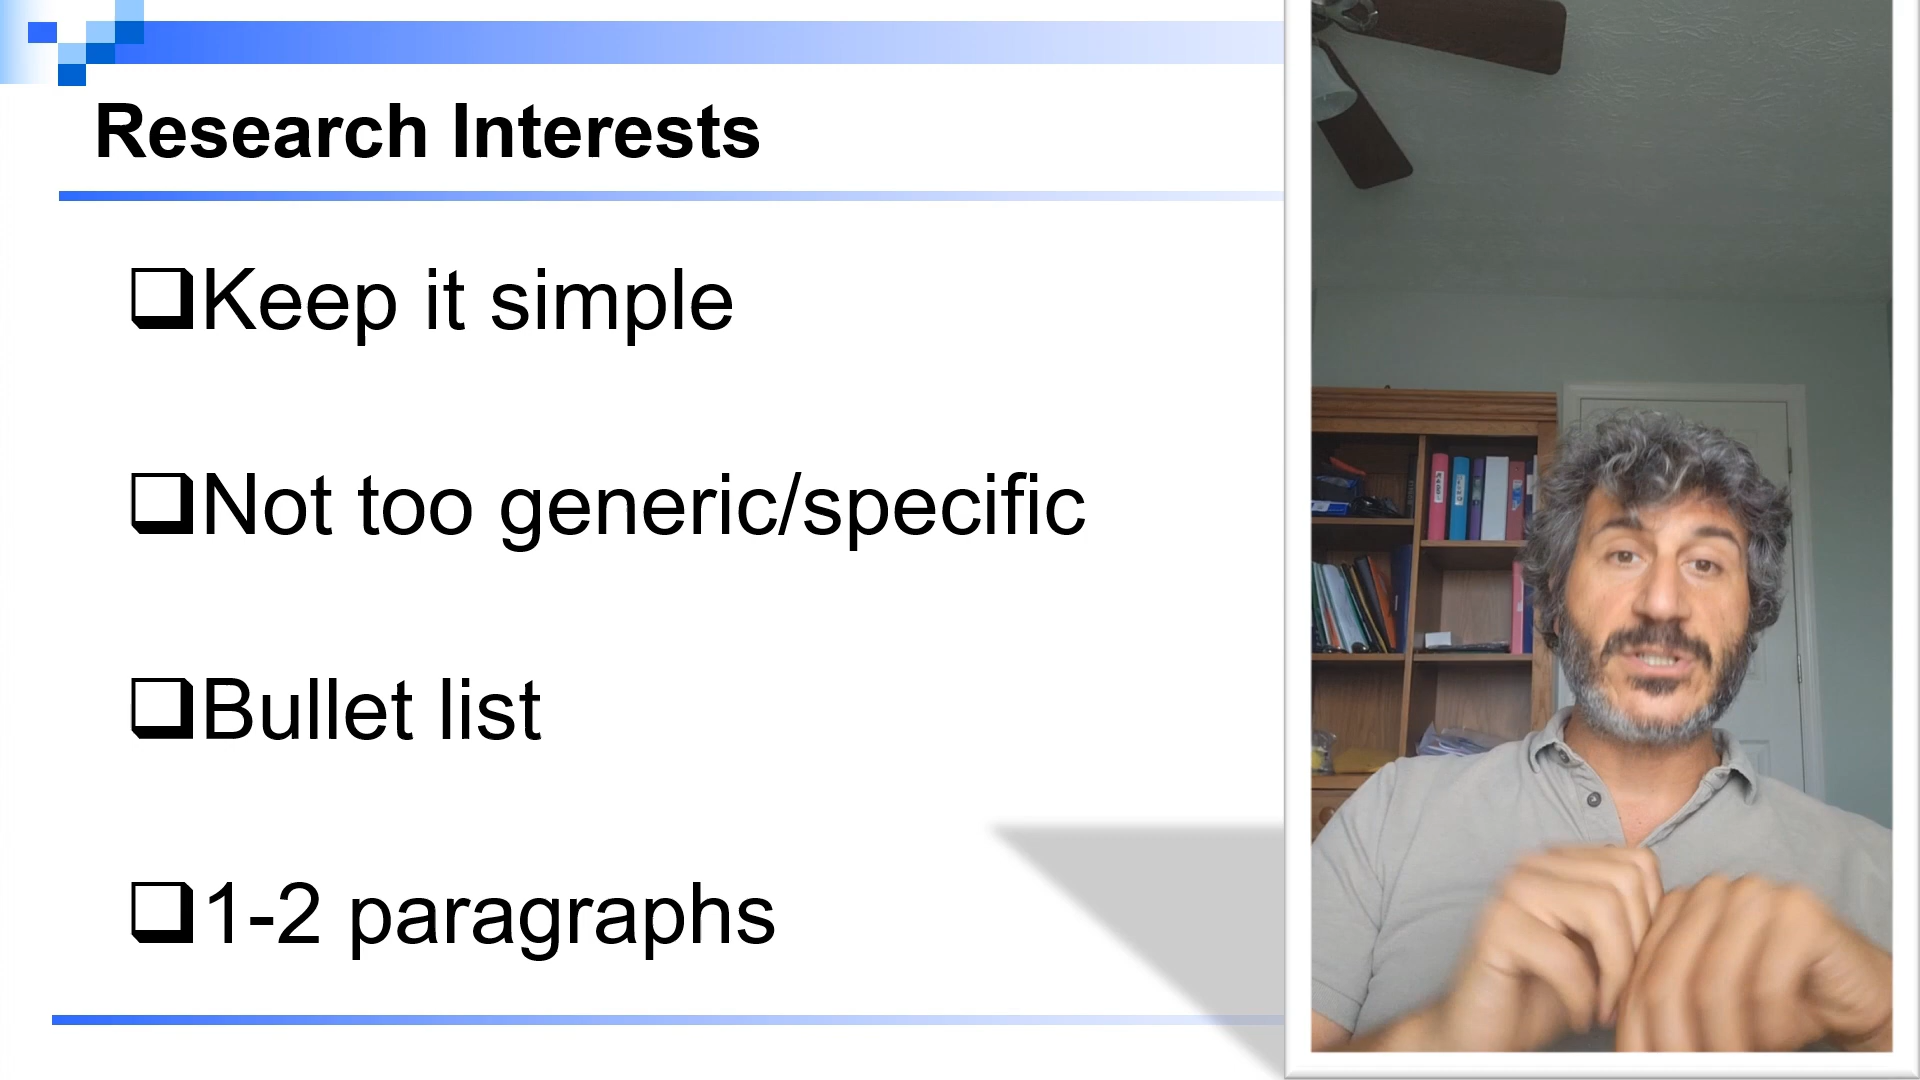 Research Interests
Keep it simple
Not too generic/specific
Bullet list
1-2 paragraphs